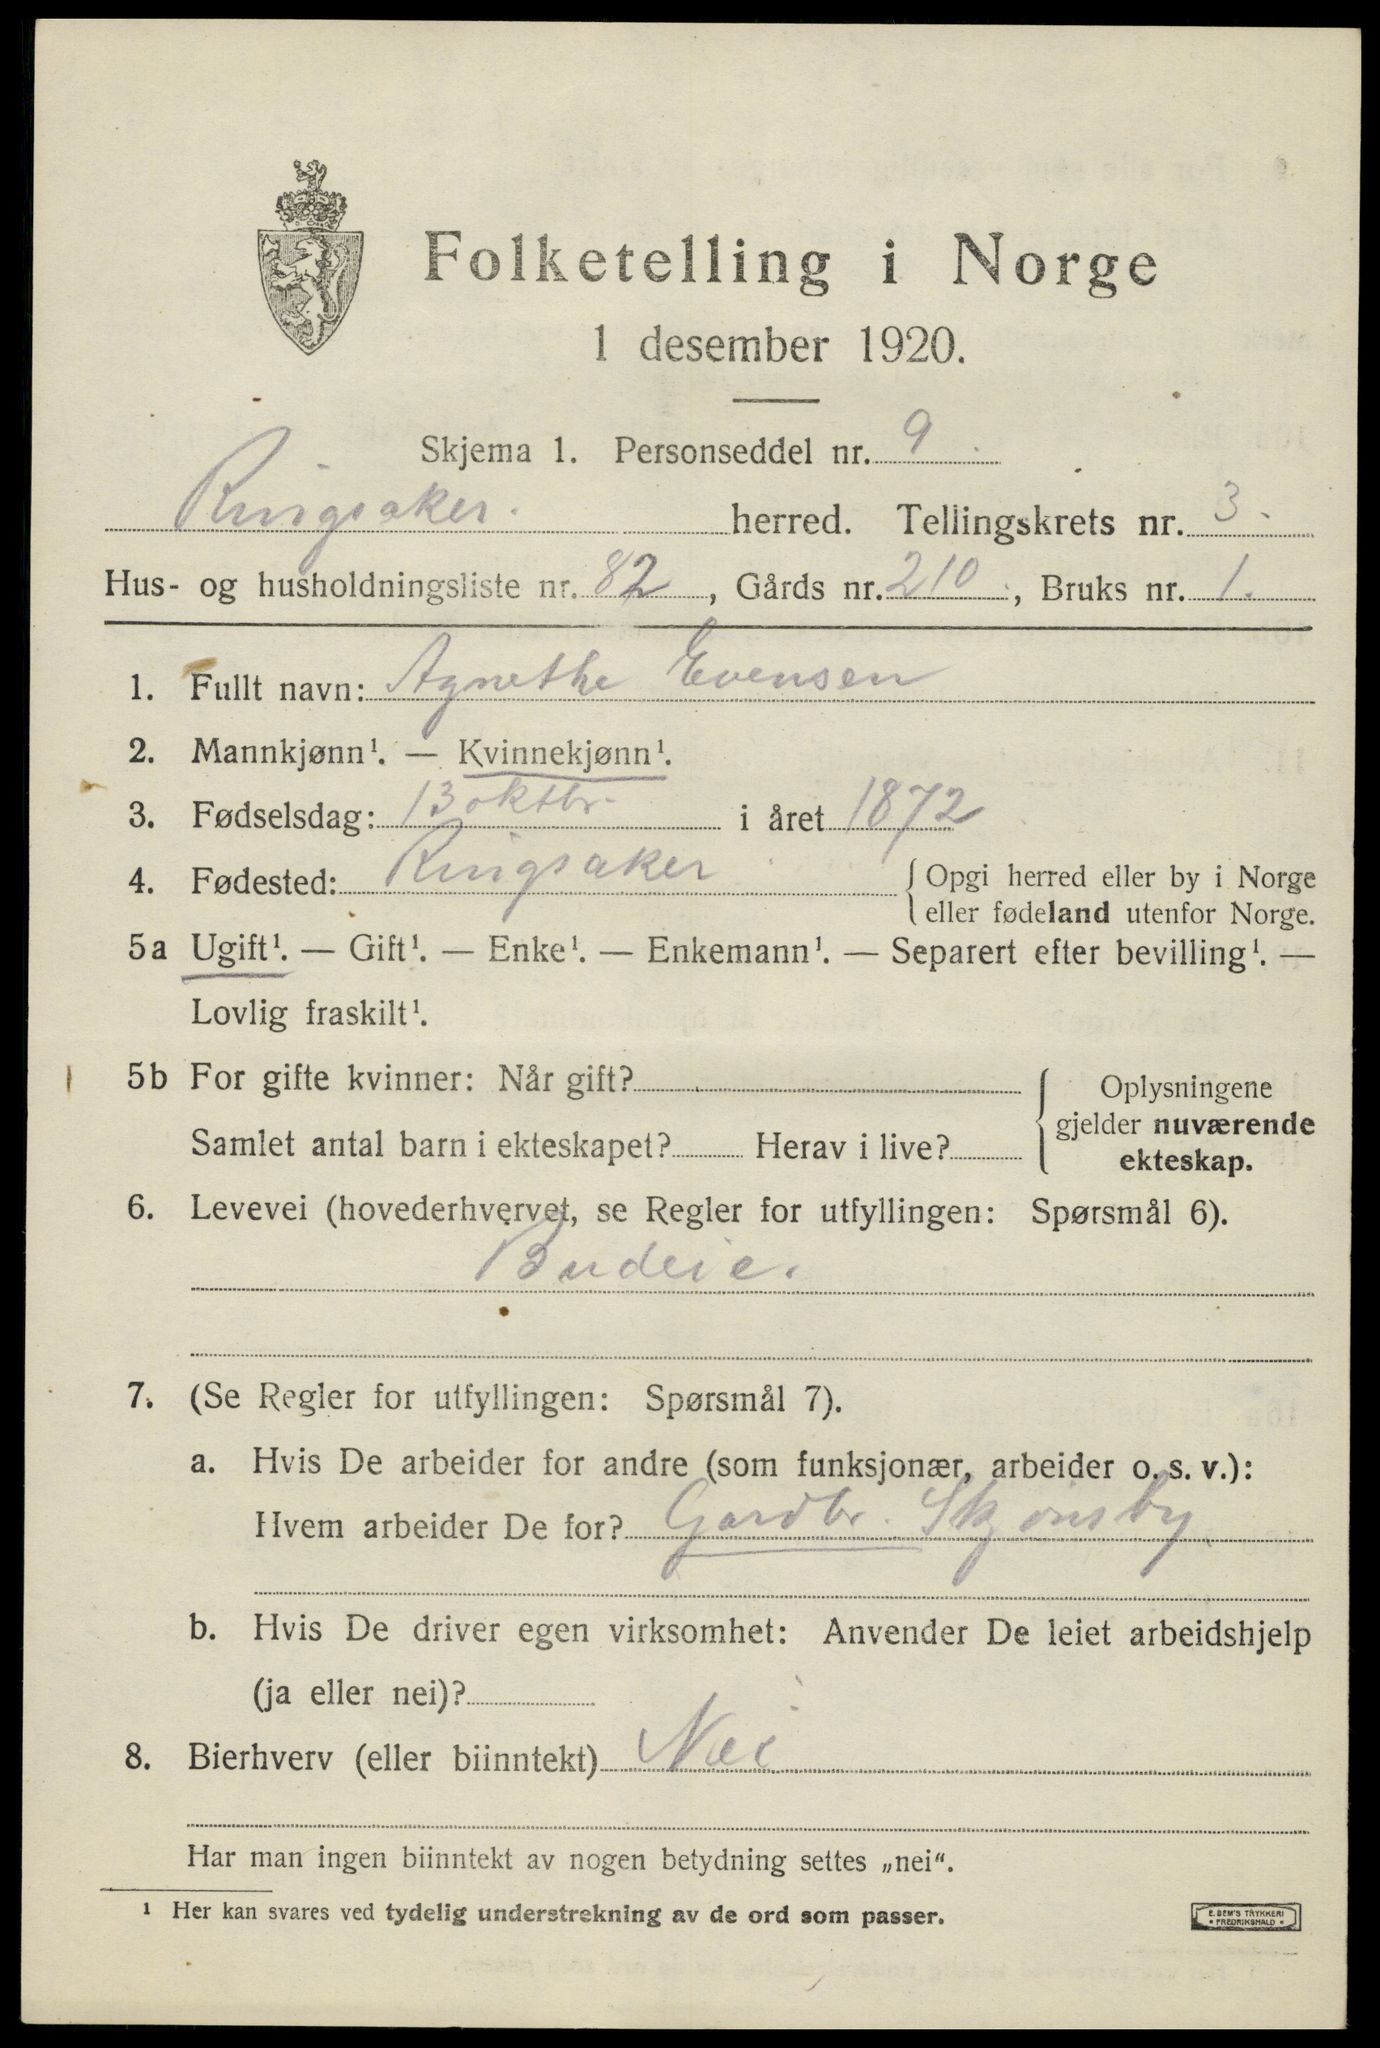 Folketelling i Norge
1 desember 1920.
Skjema 1. Personseddel nr. 9.
Ringsaker. herred. Tellingskrets nr. 3.
Hus- og husholdningsliste nr. 82, Gårds nr. 210, Bruks nr. 1.
1. Fullt navn: Agnethe Evensen
2. Mannkjønn¹. — Kvinnekjønn¹.
3. Fødselsdag: 13 oktbr. i året 1872
4. Fødested: Ringsaker { Opgi herred eller by i Norge
eller fødeland utenfor Norge.
5a Ugift¹. — Gift¹. — Enke¹. — Enkemann¹. — Separert efter bevilling¹. —
Lovlig fraskilt¹.
5b For gifte kvinner: Når gift?
Samlet antal barn i ekteskapet? Herav i live?
{ Oplysningene
gjelder nuværende
ekteskap.
6. Levevei (hovederhvervet, se Regler for utfyllingen: Spørsmål 6).
Budeie.
7. (Se Regler for utfyllingen: Spørsmål 7).
a. Hvis De arbeider for andre (som funksjonær, arbeider o. s. v.):
Hvem arbeider De for? Gardbr. Skjönsby
b. Hvis De driver egen virksomhet: Anvender De leiet arbeidshjelp
(ja eller nei)?
8. Bierhverv (eller biinntekt) Nei
Har man ingen biinntekt av nogen betydning settes „nei“.
¹ Her kan svares ved tydelig understrekning av de ord som passer.
E. SEM'S TRYKKERI
• FREDRIKSHALD •